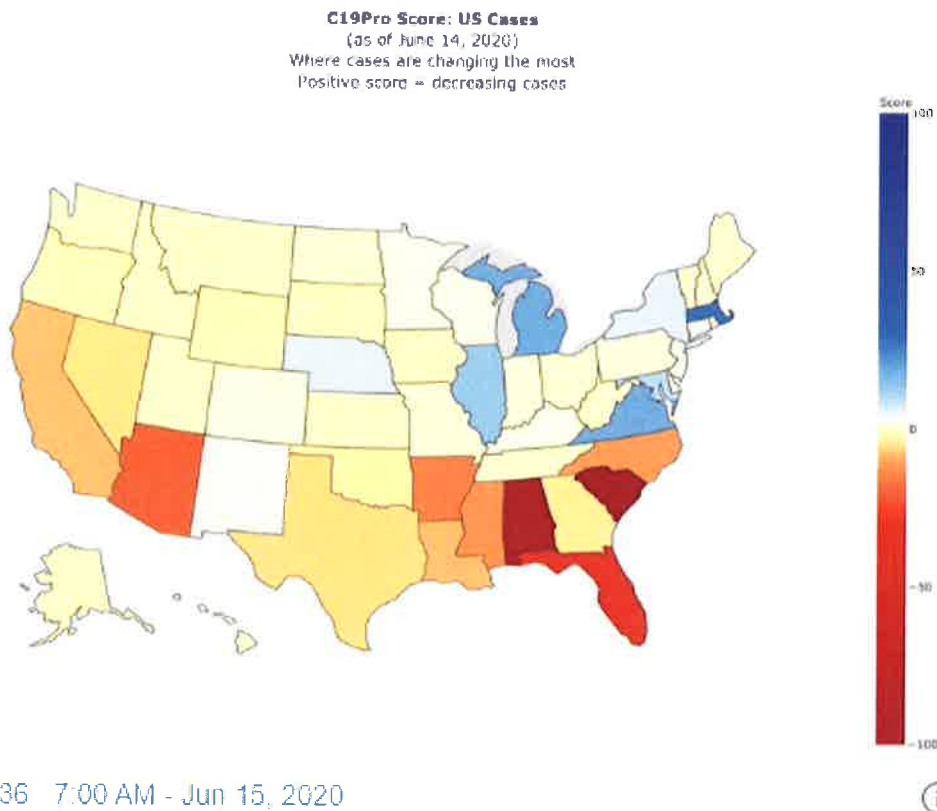 C19Pro Score: US Cases
(as of June 14, 2020)
Where cases are changing the most
Positive score = decreasing cases
Score
100
50
0
-50
-100
36 7:00 AM - Jun 15, 2020